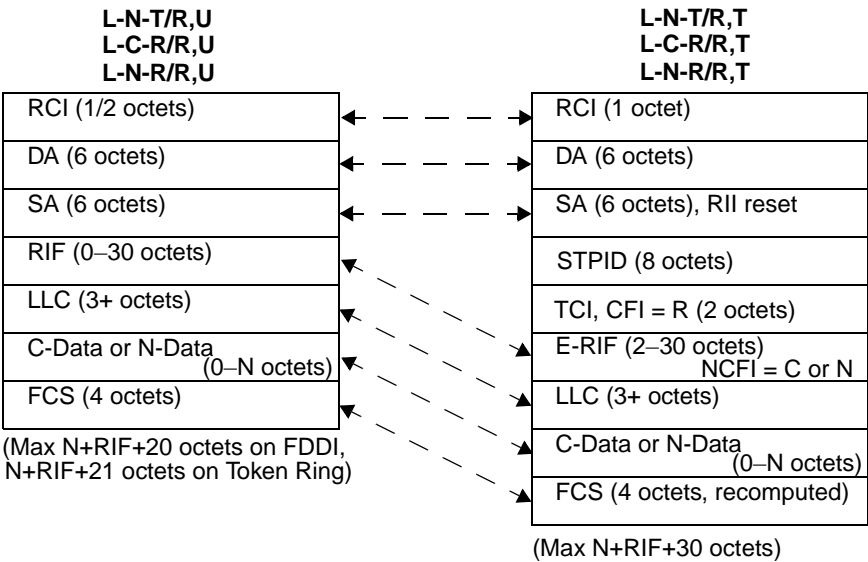 L-N-T/R,U
L-C-R/R,U
L-N-R/R,U
RCI (1/2 octets)
DA (6 octets)
SA (6 octets)
RIF (0–30 octets)
LLC (3+ octets)
C-Data or N-Data
(0–N octets)
FCS (4 octets)
(Max N+RIF+20 octets on FDDI,
N+RIF+21 octets on Token Ring)
L-N-T/R,T
L-C-R/R,T
L-N-R/R,T
RCI (1 octet)
DA (6 octets)
SA (6 octets), RII reset
STPID (8 octets)
TCI, CFI = R (2 octets)
E-RIF (2–30 octets)
NCFI = C or N
LLC (3+ octets)
C-Data or N-Data
(0–N octets)
FCS (4 octets, recomputed)
(Max N+RIF+30 octets)